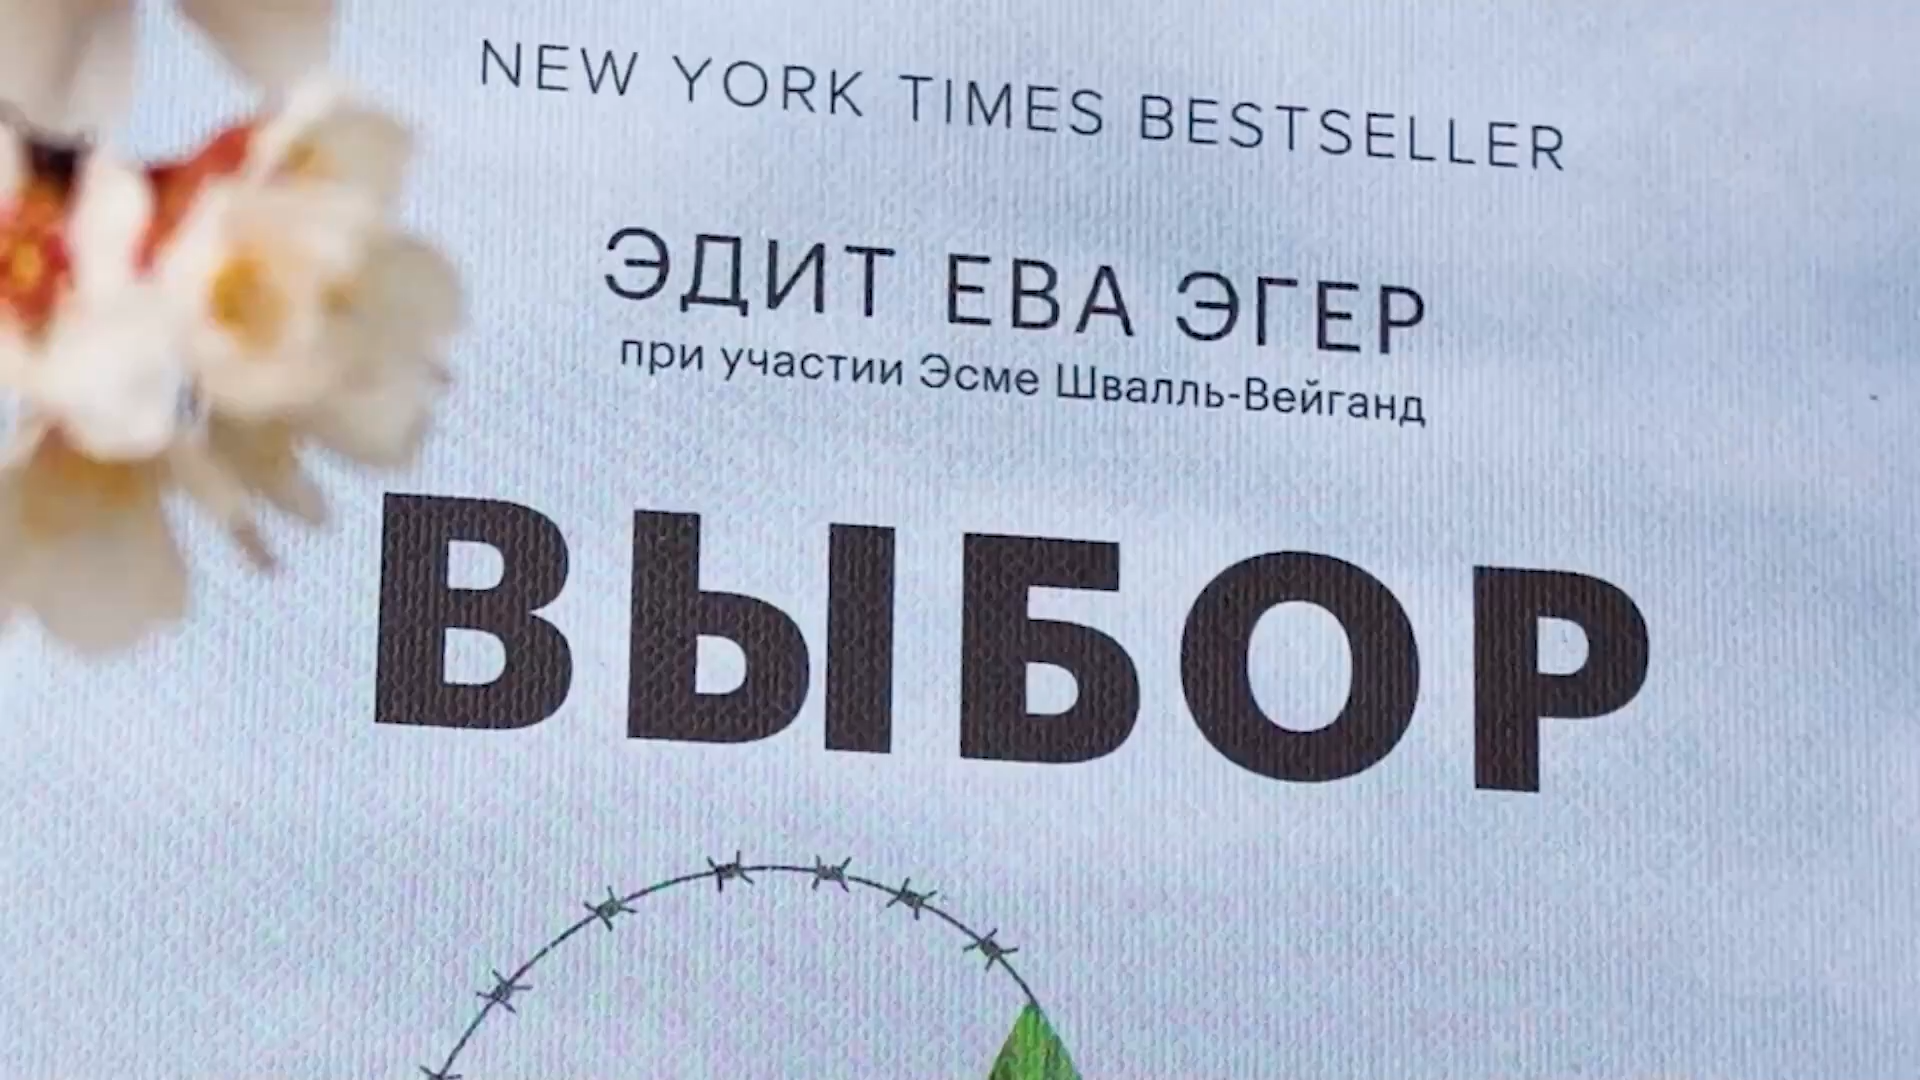 NEW YORK TIMES BESTSELLER
ЭДИТ ЕВА ЭГЕР
при участии Эсме Швалль-Вейганд
ВЫБОР